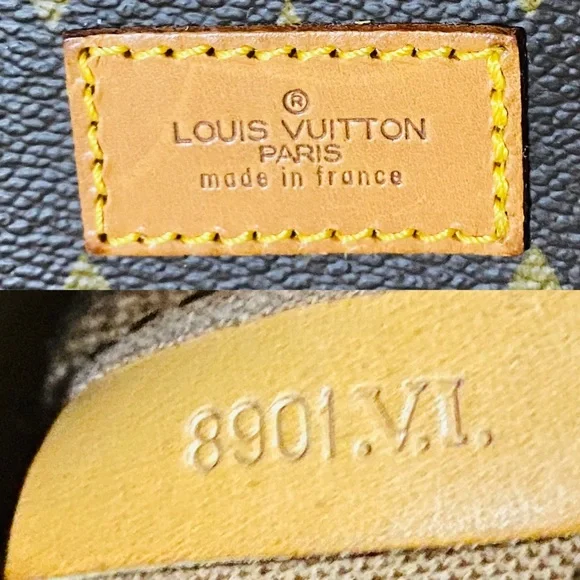 ®
LOUIS VUITTON
PARIS
made in france
8901.V.I.